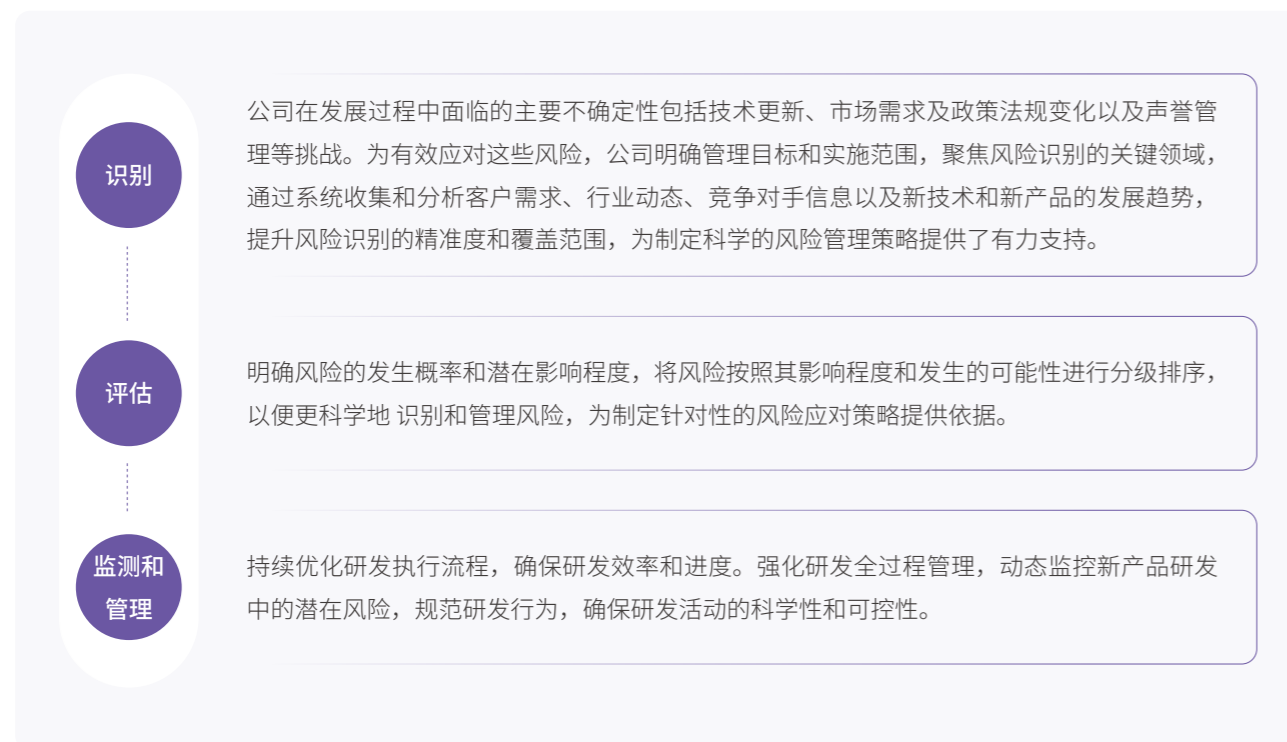 识别
公司在发展过程中面临的主要不确定性包括技术更新、市场需求及政策法规变化以及声誉管
理等挑战。为有效应对这些风险，公司明确管理目标和实施范围，聚焦风险识别的关键领域，
通过系统收集和分析客户需求、行业动态、竞争对手信息以及新技术和新产品的发展趋势，
提升风险识别的精准度和覆盖范围，为制定科学的风险管理策略提供了有力支持。
评估
明确风险的发生概率和潜在影响程度，将风险按照其影响程度和发生的可能性进行分级排序，
以便更科学地 识别和管理风险，为制定针对性的风险应对策略提供依据。
监测和
管理
持续优化研发执行流程，确保研发效率和进度。强化研发全过程管理，动态监控新产品研发
中的潜在风险，规范研发行为，确保研发活动的科学性和可控性。